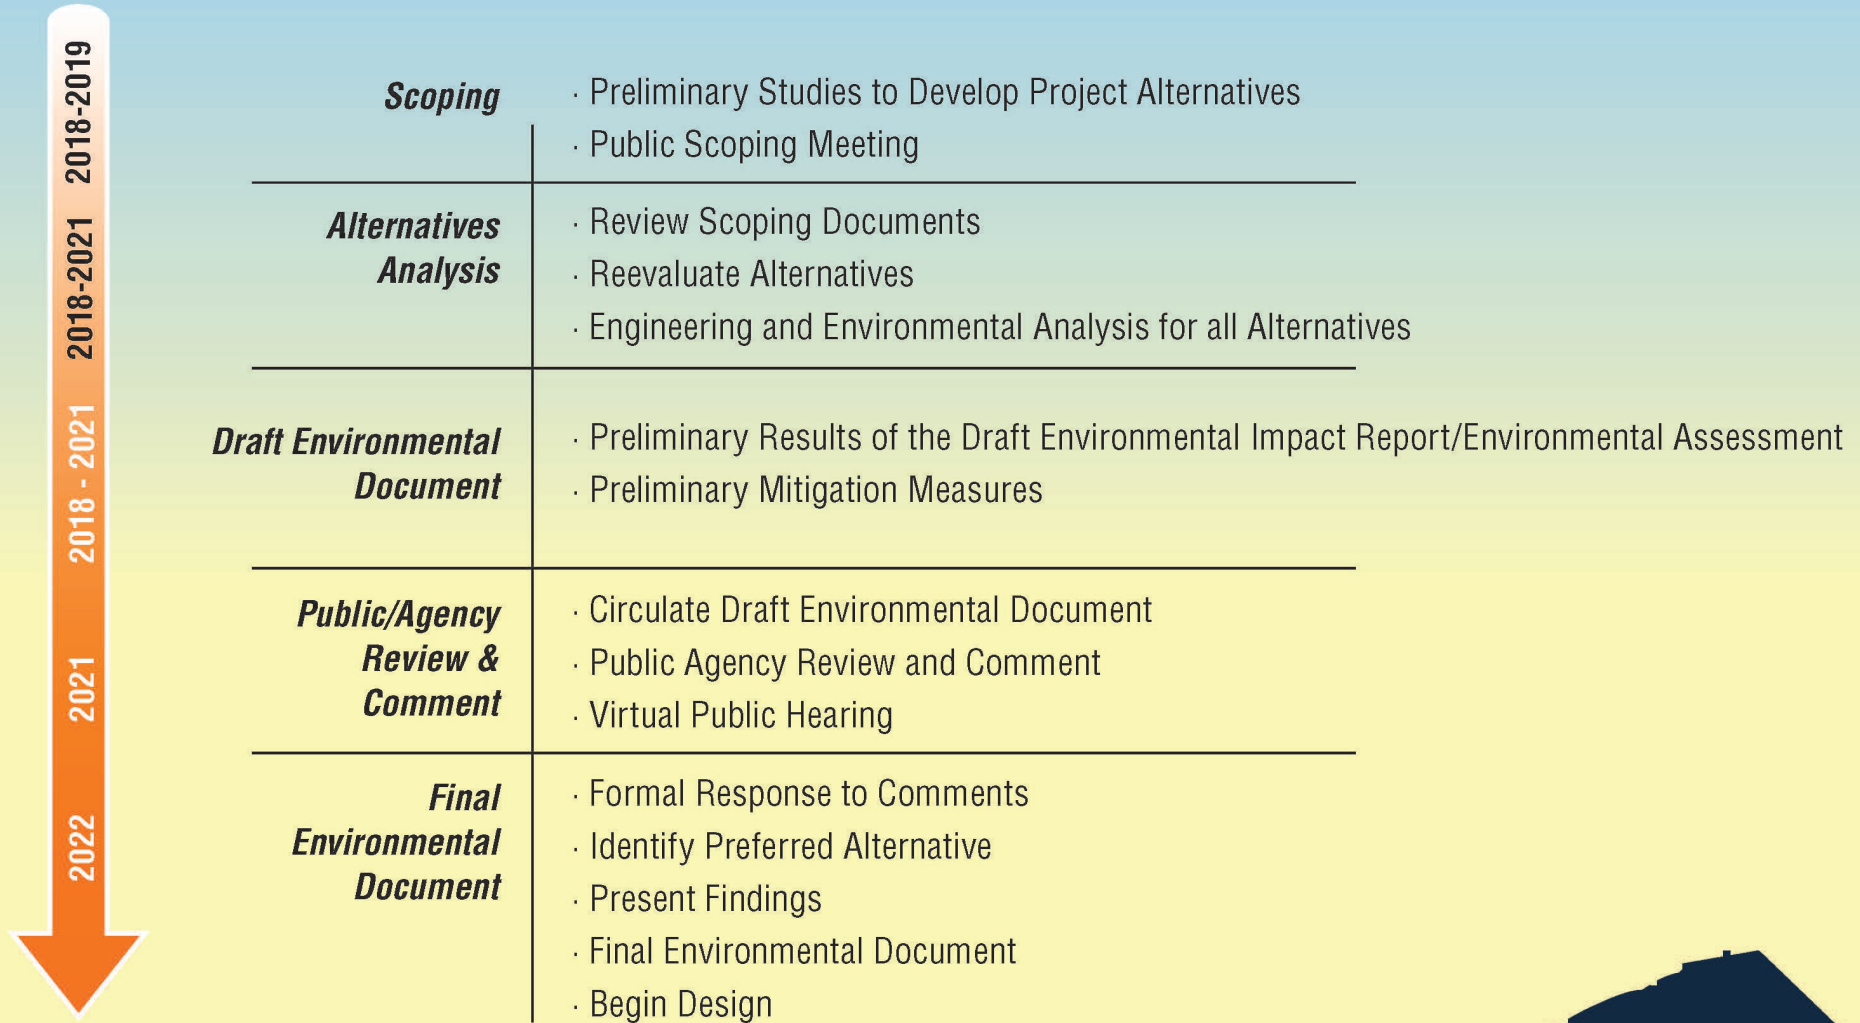 2018-2019
Scoping
· Preliminary Studies to Develop Project Alternatives
· Public Scoping Meeting
2018-2021
Alternatives
Analysis
· Review Scoping Documents
· Reevaluate Alternatives
· Engineering and Environmental Analysis for all Alternatives
2018 - 2021
Draft Environmental
Document
· Preliminary Results of the Draft Environmental Impact Report/Environmental Assessment
· Preliminary Mitigation Measures
2021
Public/Agency
Review &
Comment
· Circulate Draft Environmental Document
· Public Agency Review and Comment
· Virtual Public Hearing
2022
Final
Environmental
Document
· Formal Response to Comments
· Identify Preferred Alternative
· Present Findings
· Final Environmental Document
· Begin Design